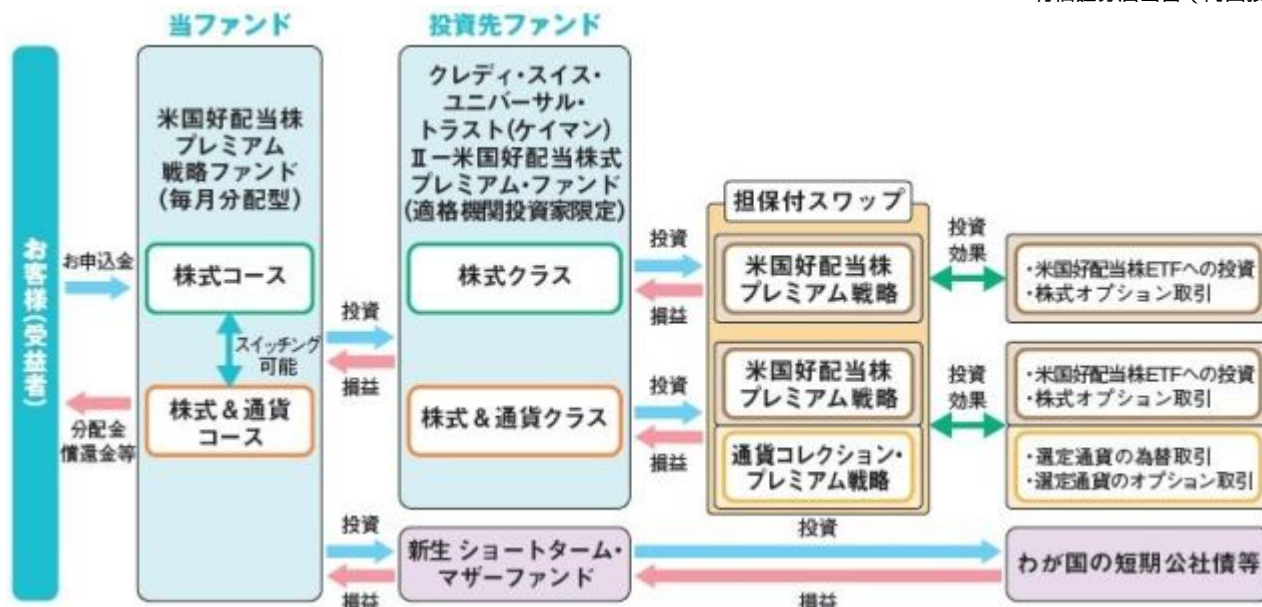 当ファンド
投資先ファンド
お客様(受益者)
お申込金
分配金
償還金等
米国好配当株
プレミアム
戦略ファンド
(毎月分配型)
株式コース
スイッチング
可能
株式&通貨
コース
投資
損益
投資
損益
クレディ・スイス・
ユニバーサル・
トラスト(ケイマン)
Ⅱー米国好配当株式
プレミアム・ファンド
(適格機関投資家限定)
株式クラス
株式&通貨クラス
新生 ショートターム・
マザーファンド
投資
損益
投資
損益
投資
損益
担保付スワップ
米国好配当株
プレミアム戦略
米国好配当株
プレミアム戦略
通貨コレクション・
プレミアム戦略
投資
効果
投資
効果
・米国好配当株ETFへの投資
・株式オプション取引
・米国好配当株ETFへの投資
・株式オプション取引
・選定通貨の為替取引
・選定通貨のオプション取引
わが国の短期公社債等